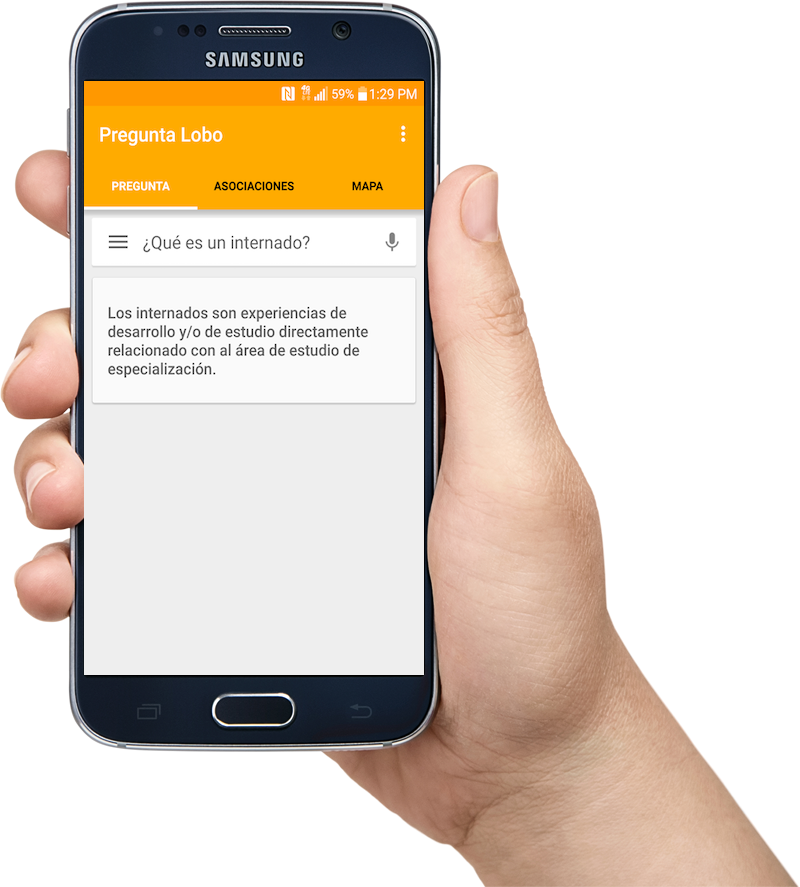 SAMSUNG
59% 1:29 PM
Pregunta Lobo
PREGUNTA ASOCIACIONES MAPA
¿Qué es un internado?
Los internados son experiencias de
desarrollo y/o de estudio directamente
relacionado con al área de estudio de
especialización.